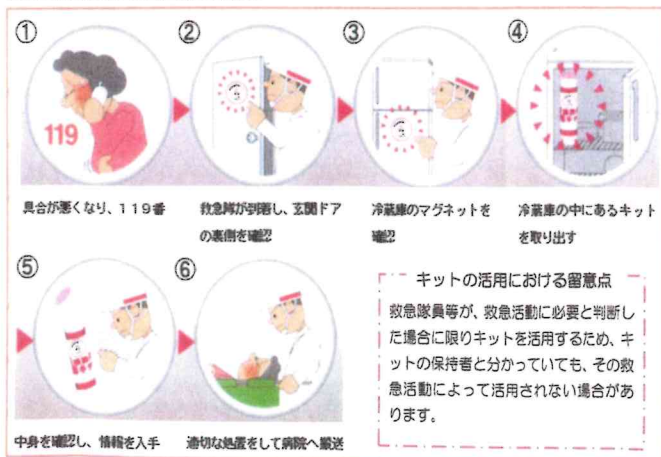 ①
119
具合が悪くなり、119番
②
救急隊が到着し、玄関ドア
の裏側を確認
③
冷蔵庫のマグネットを
確認
④
冷蔵庫の中にあるキット
を取り出す
⑤
中身を確認し、情報を入手
⑥
適切な処置をして病院へ搬送
キットの活用における留意点
救急隊員等が、救急活動に必要と判断し
た場合に限りキットを活用するため、キ
ットの保持者と分かっていても、その救
急活動によって活用されない場合があ
ります。